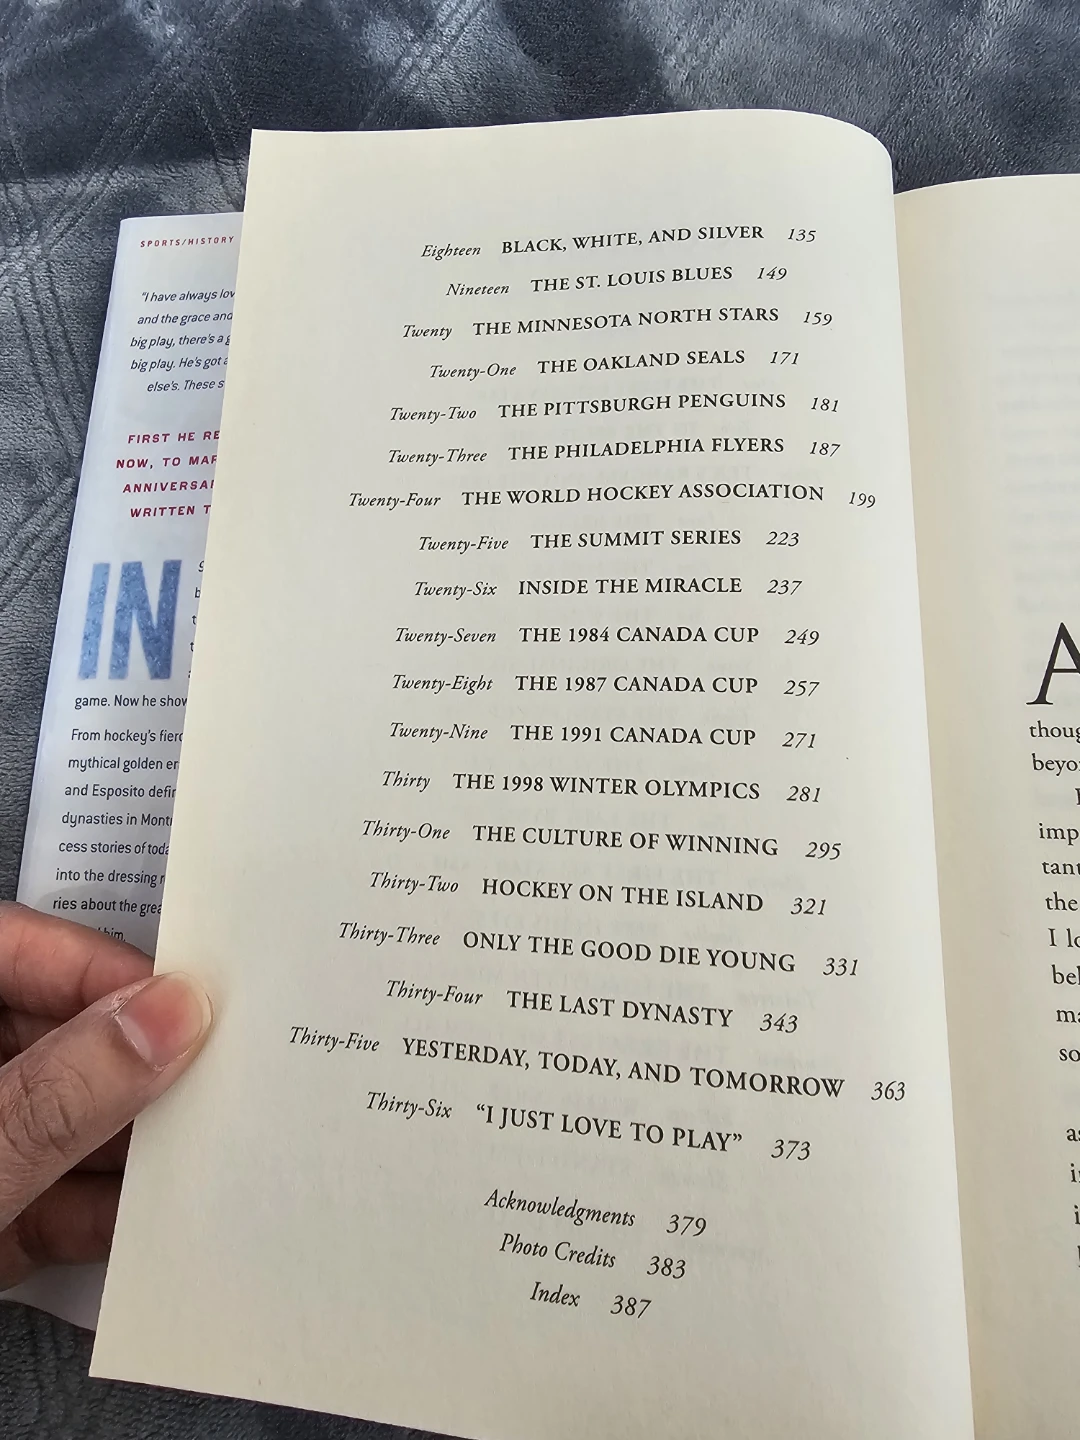 SPORTS/HISTORY
"I have always lov
and the grace and
big play, there's a g
big play. He's got a
else's. These s
FIRST HE RE
NOW, TO MAR
ANNIVERSAR
WRITTEN T
IN
game. Now he show
From hockey's fierc
mythical golden er
and Esposito defin
dynasties in Mont
cess stories of toda
into the dressing r
ries about the grea
him.
Eighteen BLACK, WHITE, AND SILVER 135
Nineteen THE ST. LOUIS BLUES 149
Twenty THE MINNESOTA NORTH STARS 159
Twenty-One THE OAKLAND SEALS 171
Twenty-Two THE PITTSBURGH PENGUINS 181
Twenty-Three THE PHILADELPHIA FLYERS 187
Twenty-Four THE WORLD HOCKEY ASSOCIATION 199
Twenty-Five THE SUMMIT SERIES 223
Twenty-Six INSIDE THE MIRACLE 237
Twenty-Seven THE 1984 CANADA CUP 249
Twenty-Eight THE 1987 CANADA CUP 257
Twenty-Nine THE 1991 CANADA CUP 271
Thirty THE 1998 WINTER OLYMPICS 281
Thirty-One THE CULTURE OF WINNING 295
Thirty-Two HOCKEY ON THE ISLAND 321
Thirty-Three ONLY THE GOOD DIE YOUNG 331
Thirty-Four THE LAST DYNASTY 343
Thirty-Five YESTERDAY, TODAY, AND TOMORROW 363
Thirty-Six "I JUST LOVE TO PLAY" 373
Acknowledgments 379
Photo Credits 383
Index 387
A
thoug
beyo
imp
tant
the
I lo
bel
ma
so
as